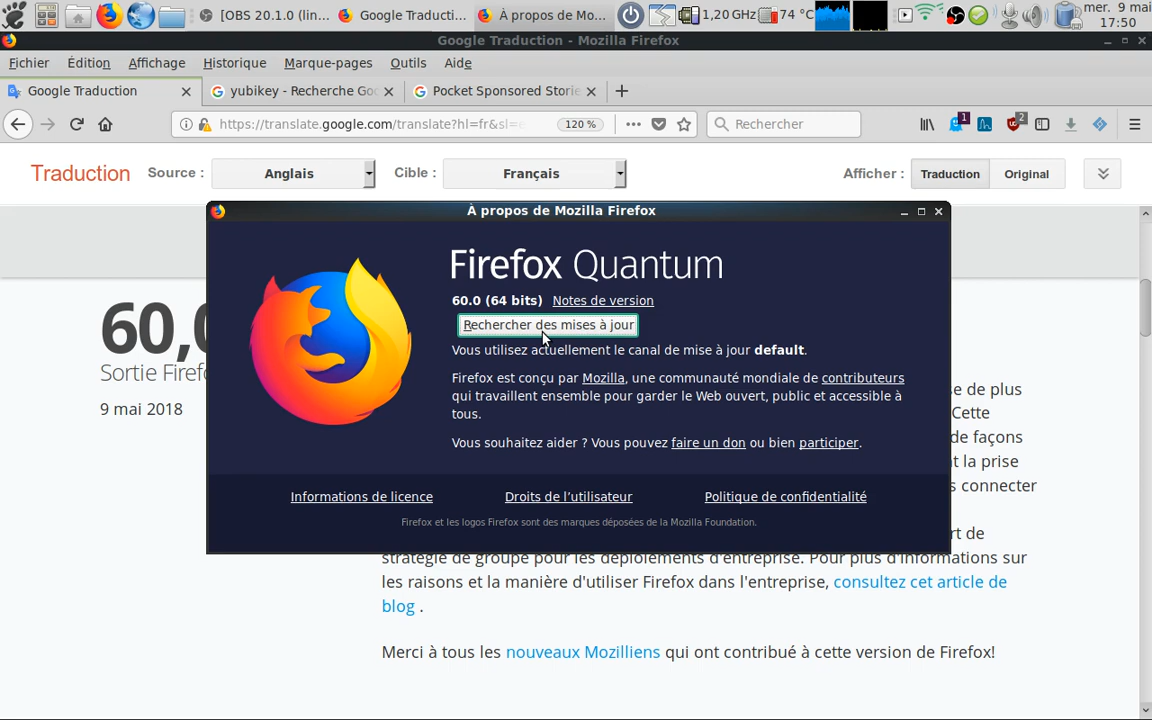 [OBS 20.1.0 (lin...
Google Traducti...
À propos de Mo...
1,20 GHz
74 °C
mer. 9 mai
17:50
Google Traduction - Mozilla Firefox
Fichier Édition Affichage Historique Marque-pages Outils Aide
Google Traduction
yubikey - Recherche Goo
Pocket Sponsored Storie
https://translate.google.com/translate?hl=fr&sl=e
120 %
Rechercher
1
2
Traduction
Source :
Anglais
Cible :
Français
Afficher :
Traduction
Original
À propos de Mozilla Firefox
Firefox Quantum
60.0 (64 bits) Notes de version
Rechercher des mises à jour
Vous utilisez actuellement le canal de mise à jour default.
Firefox est conçu par Mozilla, une communauté mondiale de contributeurs
qui travaillent ensemble pour garder le Web ouvert, public et accessible à
tous.
Vous souhaitez aider ? Vous pouvez faire un don ou bien participer.
Informations de licence
Droits de l'utilisateur
Politique de confidentialité
Firefox et les logos Firefox sont des marques déposées de la Mozilla Foundation.
60,0
Sortie Firef
9 mai 2018
se de plus
Cette
de façons
t la prise
s connecter
rt de
stratégie de groupe pour les déploiements d'entreprise. Pour plus d'informations sur
les raisons et la manière d'utiliser Firefox dans l'entreprise, consultez cet article de
blog .
Merci à tous les nouveaux Mozilliens qui ont contribué à cette version de Firefox!